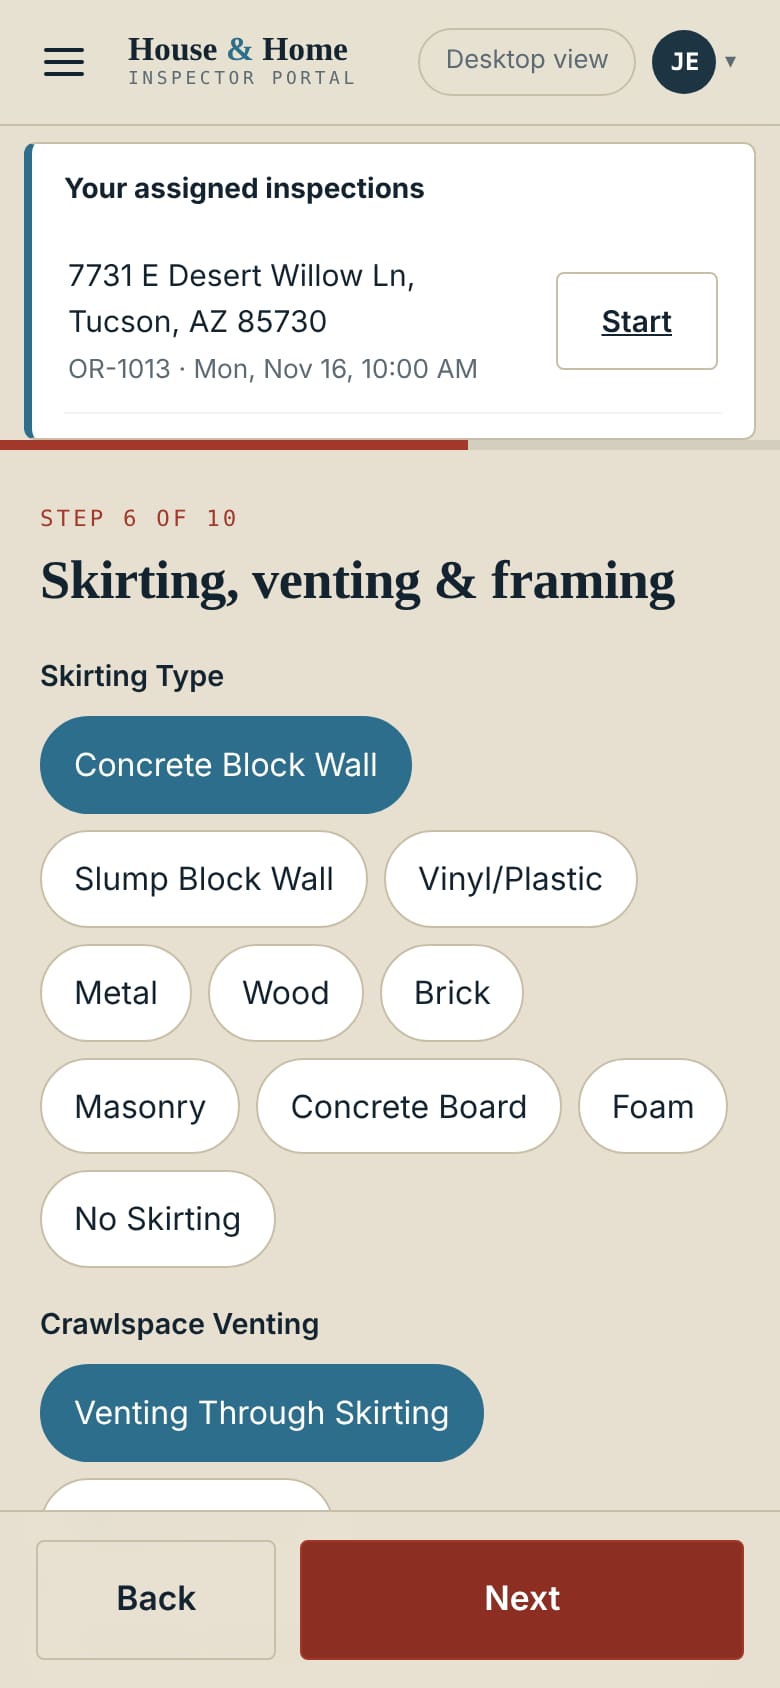 House & Home
INSPECTOR PORTAL
Desktop view
JE ▾
Your assigned inspections
7731 E Desert Willow Ln,
Tucson, AZ 85730
OR-1013 · Mon, Nov 16, 10:00 AM
Start
STEP 6 OF 10
Skirting, venting & framing
Skirting Type
Concrete Block Wall
Slump Block Wall
Vinyl/Plastic
Metal
Wood
Brick
Masonry
Concrete Board
Foam
No Skirting
Crawlspace Venting
Venting Through Skirting
Back
Next